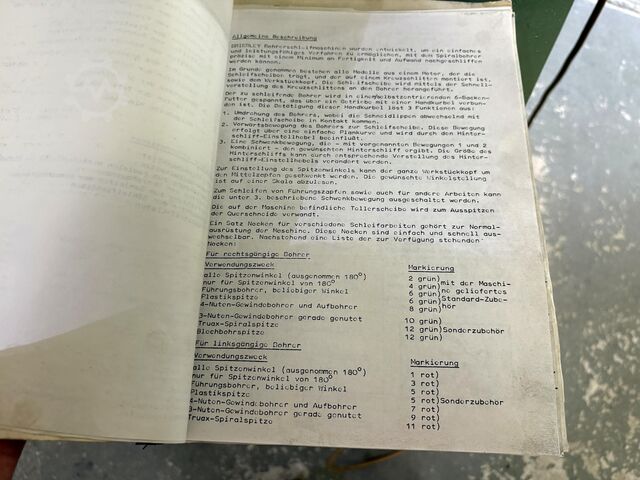 Allgemeine Beschreibung
BRIERLEY Bohrerschleifmaschinen wurden entwickelt, um ein einfaches
und leistungsfähiges Verfahren zu ermöglichen, mit dem Spiralbohrer
präzise mit einem Minimum an Fertigkeit und Aufwand nachgeschliffen
werden können.
Im Grunde genommen bestehen alle Modelle aus einem Motor, der die
Schleifscheiben trägt, und der auf einem Kreuzschlitten montiert ist,
sowie dem Werkstückkopf. Die Schleifscheibe wird mittels der Schnell-
verstellung des Kreuzschlittens an den Bohrer herangeführt.
Der zu schleifende Bohrer wird in einem selbstzentrierenden 6-Backen-
Futter gespannt, das über ein Getriebe mit einer Handkurbel verbun-
den ist. Die Betätigung dieser Handkurbel löst 3 Funktionen aus:
1. Umdrehung des Bohrers, wobei die Schneidlippen abwechselnd mit
der Schleifscheibe in Kontakt kommen.
2. Vorwärtsbewegung des Bohrers zur Schleifscheibe. Diese Bewegung
erfolgt über eine einfache Plankurve und wird durch den Hinter-
schliff-Einstellhebel beeinflußt.
3. Eine Schwenkbewegung, die - mit vorgenannten Bewegungen 1 und 2
kombiniert - den gewünschten Hinterschliff ergibt. Die Größe des
Hinterschliffs kann durch entsprechende Verstellung des Hinter-
schliff-Einstellhebels verändert werden.
Zur Einstellung des Spitzenwinkels kann der ganze Werkstückkopf um
den Mittelzapfen geschwenkt werden. Die gewünschte Winkelstellung
ist auf einer Skala abzulesen.
Zum Schleifen von Führungszapfen sowie auch für andere Arbeiten kann
die unter 3. beschriebene Schwenkbewegung ausgeschaltet werden.
Die auf der Maschine befindliche Tellerscheibe wird zum Ausspitzen
der Querschneide verwandt.
Ein Satz Nocken für verschiedene Schleifarbeiten gehört zur Normal-
ausrüstung der Maschine. Diese Nocken sind einfach und schnell aus-
wechselbar. Nachstehend eine Liste der zur Verfügung stehenden
Nocken:
Für rechtsgängige Bohrer
Verwendungszweck Markierung
alle Spitzenwinkel (ausgenommen 180°) 2 grün)
nur für Spitzenwinkel von 180° 4 grün) mit der Maschi-
Führungsbohrer, beliebiger Winkel 6 grün) ne geliefertes
Plastikspitze 6 grün) Standard-Zube-
4-Nuten-Gewindebohrer und Aufbohrer 8 grün) hör
3-Nuten-Gewindebohrer gerade genutet 10 grün)
Truax-Spiralspitze 12 grün) Sonderzubehör
Blechbohrspitze 12 grün)
Für linksgängige Bohrer
Verwendungszweck Markierung
alle Spitzenwinkel (ausgenommen 180°) 1 rot)
nur für Spitzenwinkel von 180° 3 rot)
Führungsbohrer, beliebiger Winkel 5 rot)
Plastikspitze 5 rot) Sonderzubehör
4-Nuten-Gewindebohrer und Aufbohrer 7 rot)
3-Nuten-Gewindebohrer gerade genutet 9 rot)
Truax-Spiralspitze 11 rot)